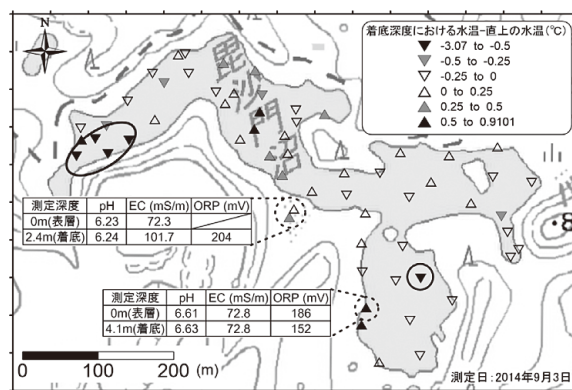 着底深度における水温-直上の水温(℃)
-3.07 to -0.5
-0.5 to -0.25
-0.25 to 0
0 to 0.25
0.25 to 0.5
0.5 to 0.9101
N
毘沙門沼
測定深度 pH EC (mS/m) ORP (mV)
0m(表層) 6.23 72.3
2.4m(着底) 6.24 101.7 204
測定深度 pH EC (mS/m) ORP (mV)
0m(表層) 6.61 72.8 186
4.1m(着底) 6.63 72.8 152
8
0 100 200 (m)
測定日:2014年9月3日